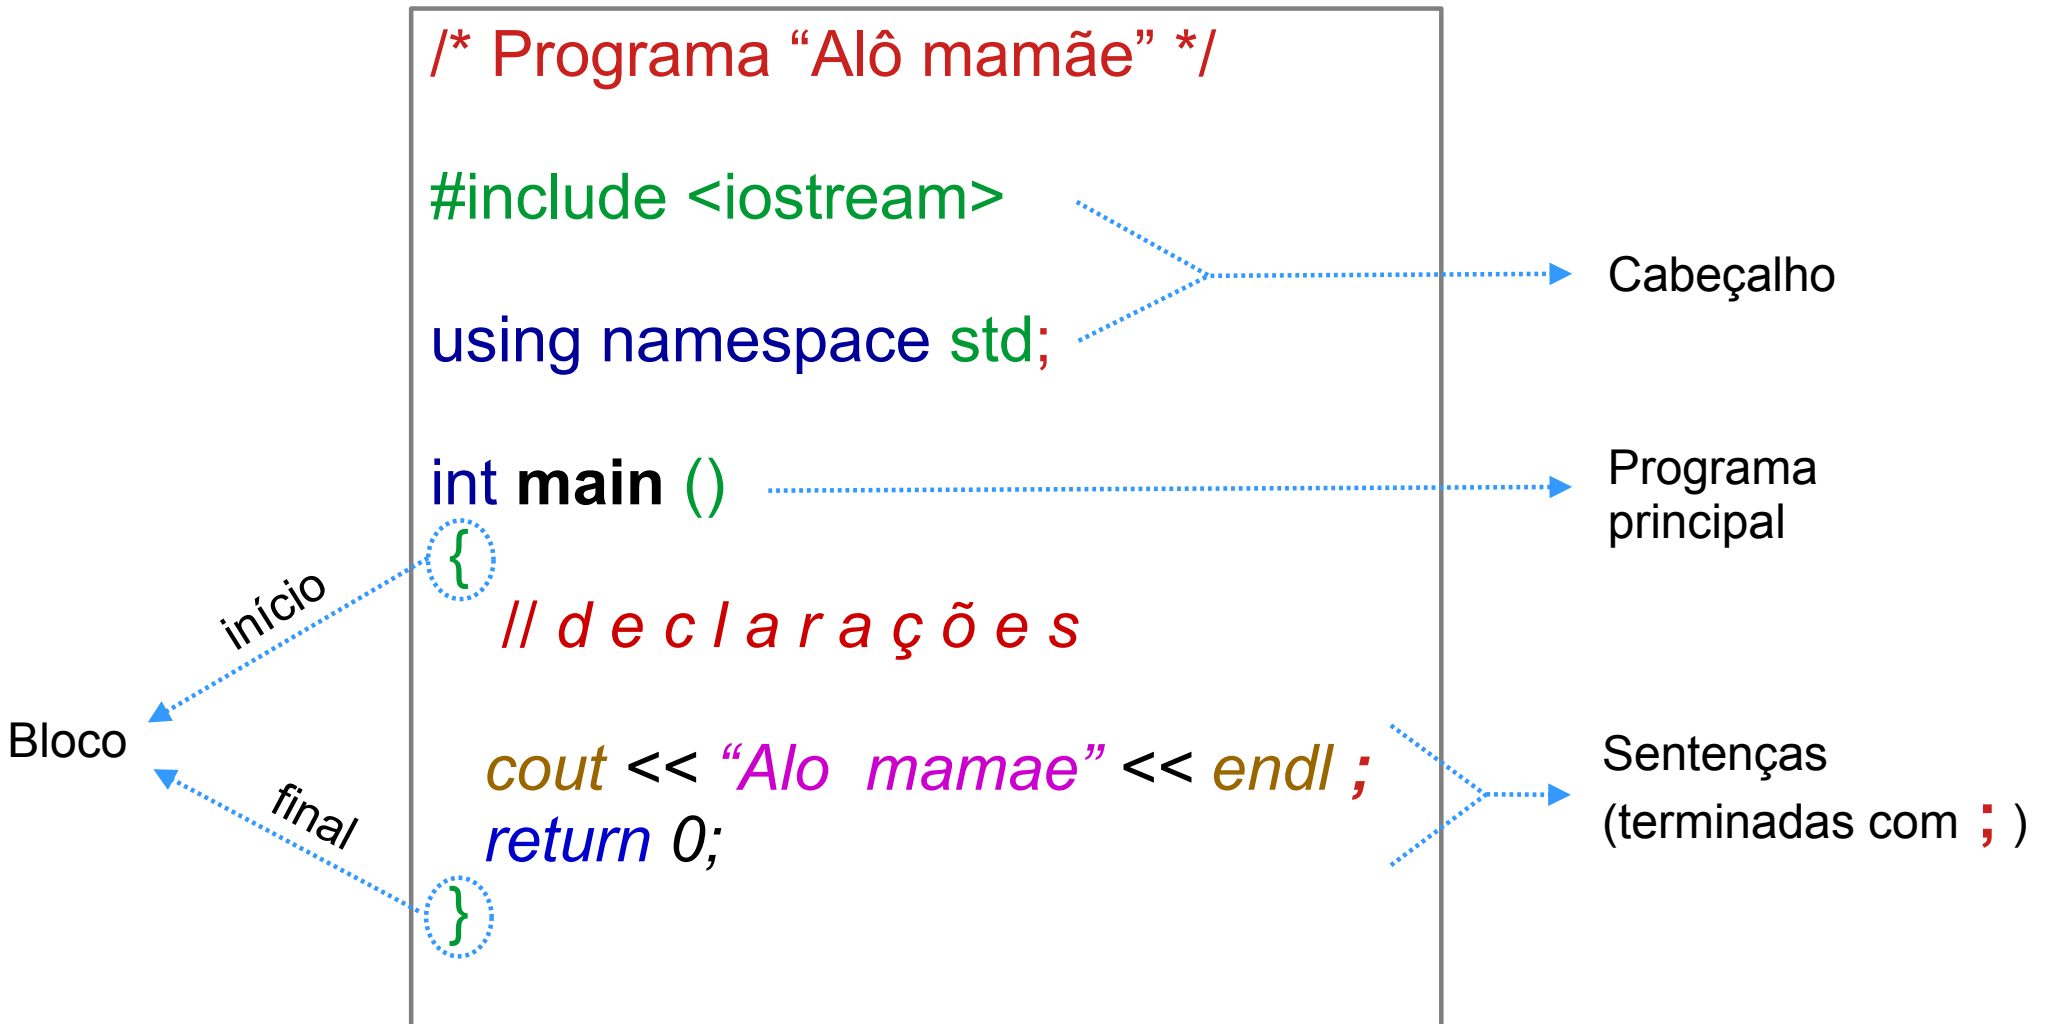 /* Programa “Alô mamãe” */
#include <iostream>
using namespace std;
int main ()
{
// d e c l a r a ç õ e s
cout << “Alo  mamae” << endl ;
return 0;
}
Cabeçalho
Programa
principal
Sentenças
(terminadas com ; )
início
Bloco
final